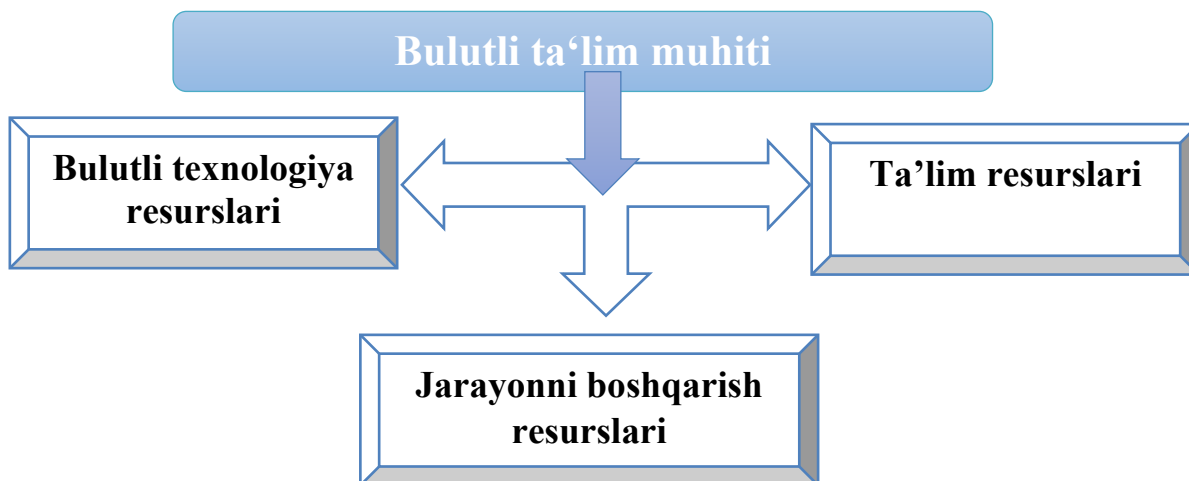 Bulutli ta‘lim muhiti
Bulutli texnologiya
resurslari
Ta’lim resurslari
Jarayonni boshqarish
resurslari